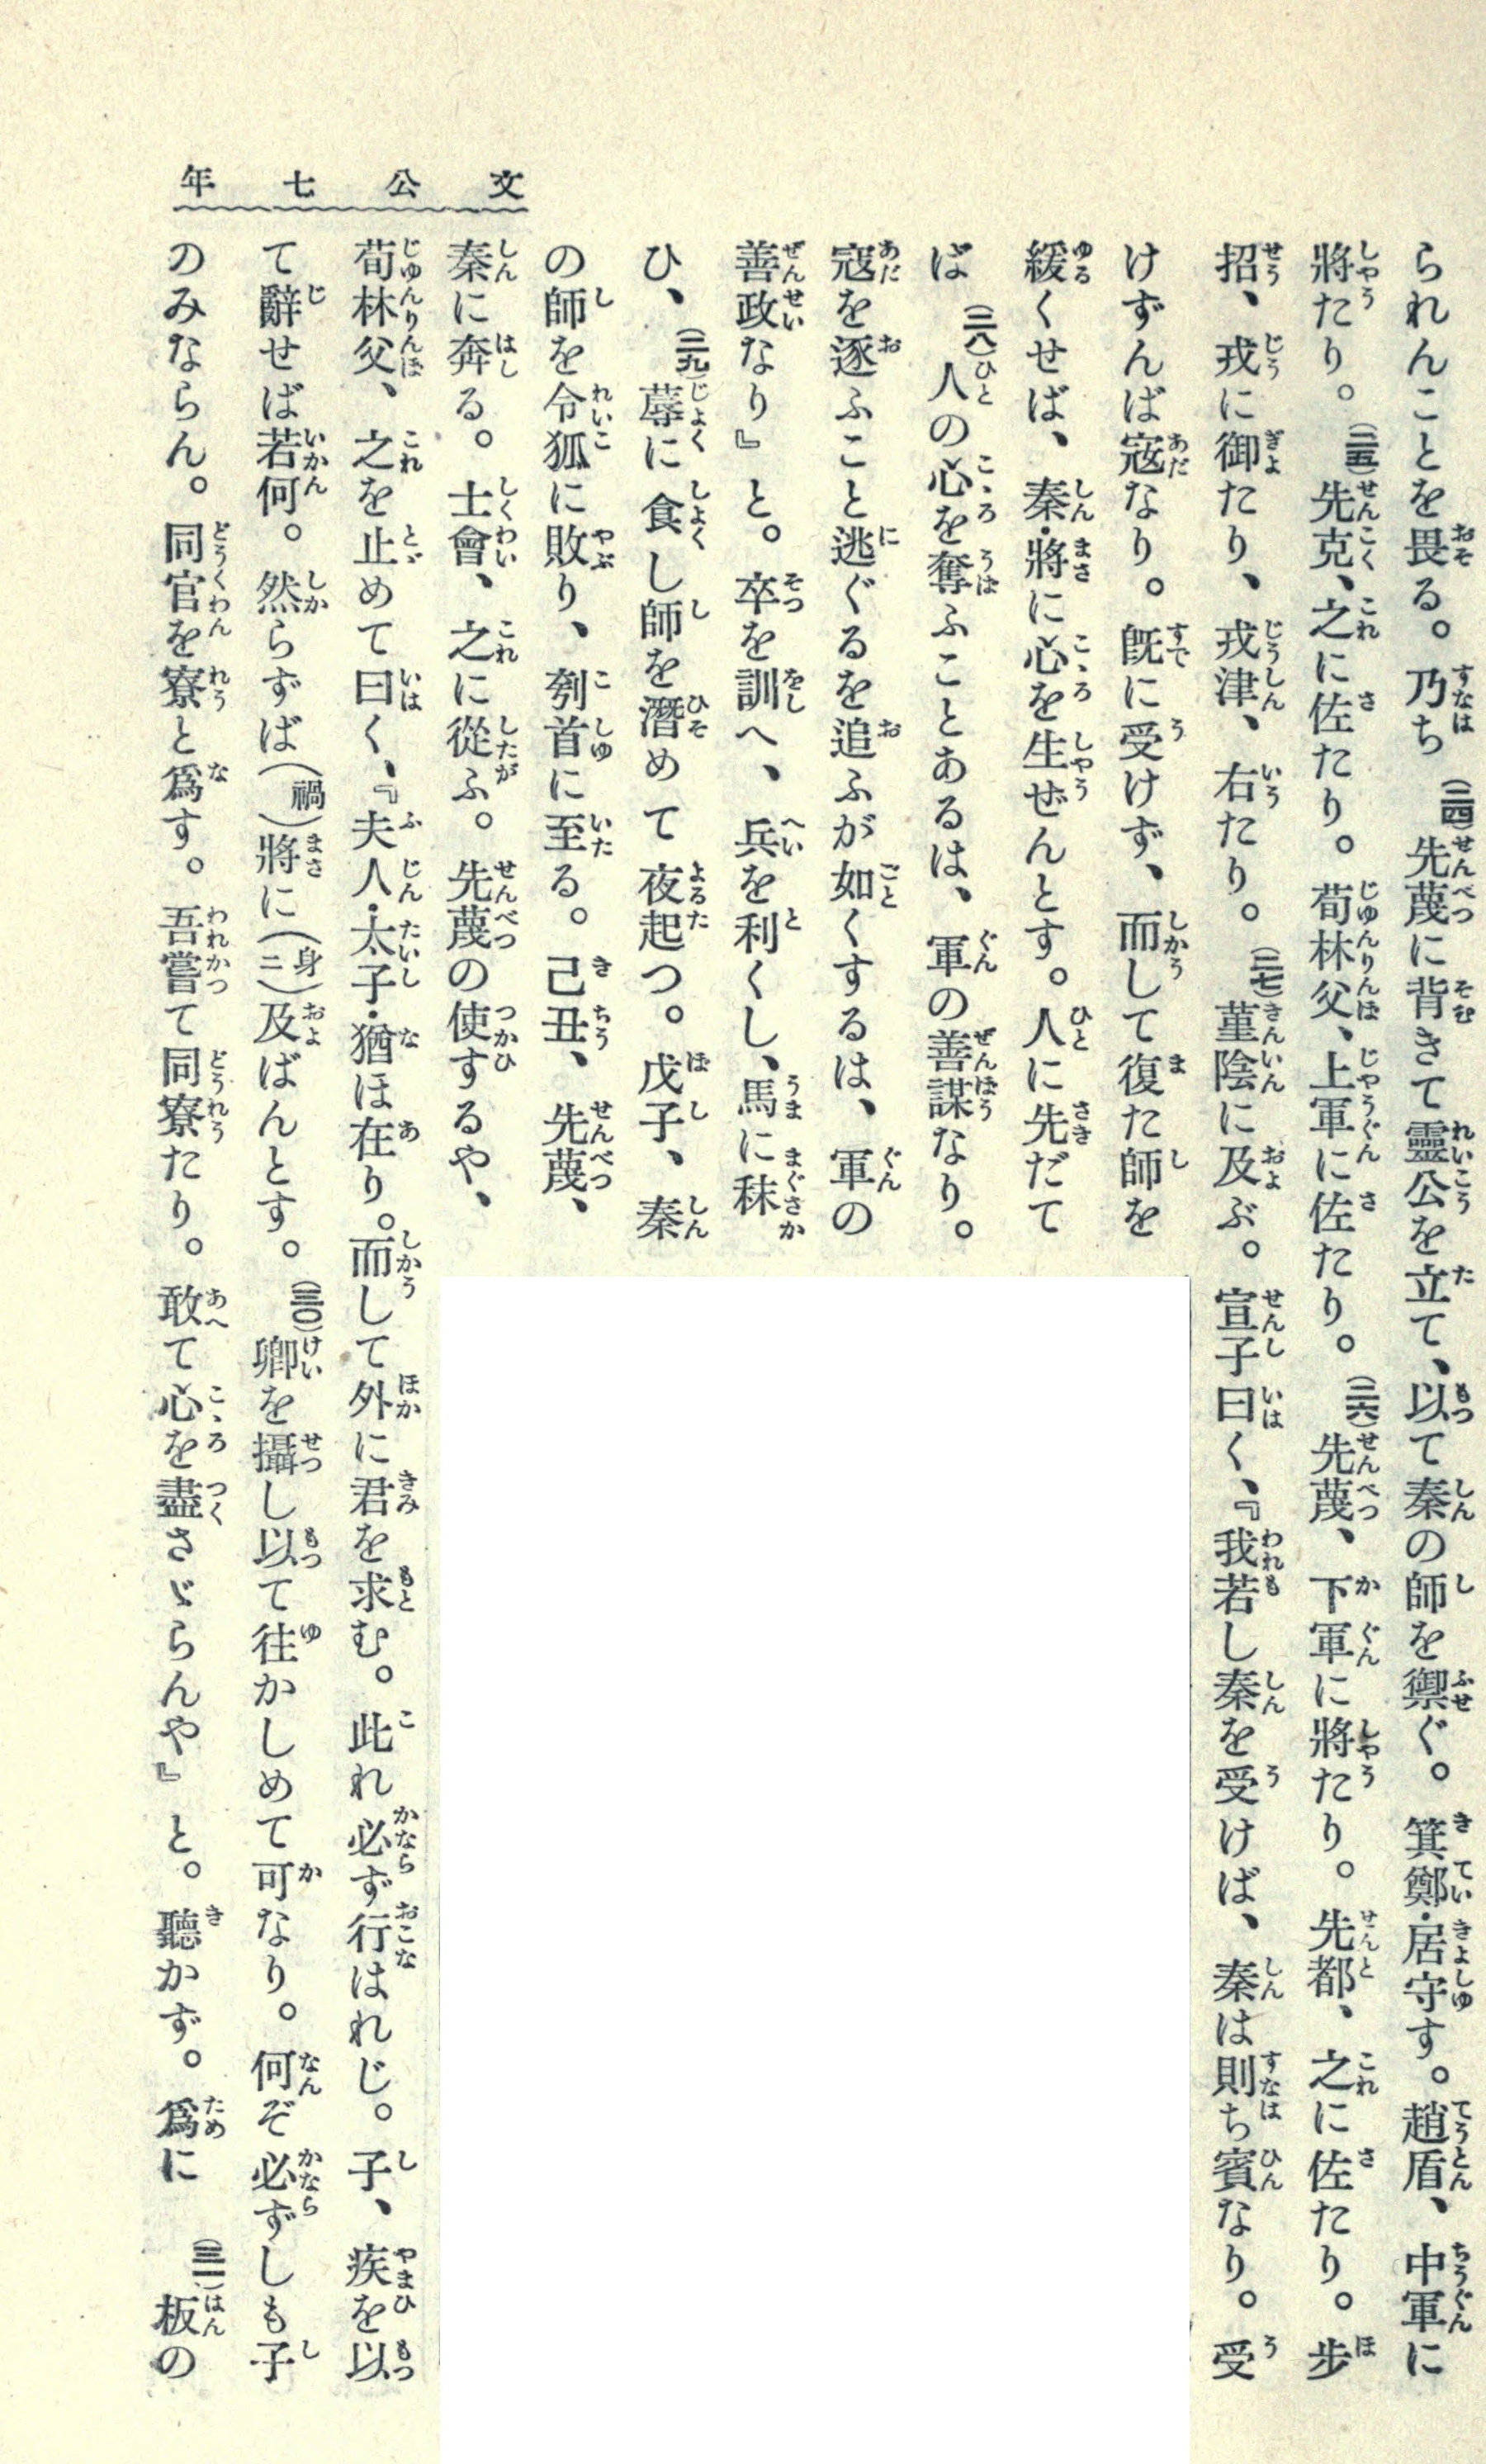 文公七年
られんことを畏る。乃ち(二四)先蔑に背きて靈公を立て、以て秦の師を禦ぐ。箕鄭・居守す。趙盾、中軍に
將たり。(二五)先克、之に佐たり。荀林父、上軍に佐たり。(二六)先蔑、下軍に將たり。先都、之に佐たり。步
招、戎に御たり、戎津、右たり。(二七)菫陰に及ぶ。宣子曰く、『我若し秦を受けば、秦は則ち賓なり。受
けずんば寇なり。既に受けず、而して復た師を
緩くせば、秦・將に心を生ぜんとす。人に先だて
ば(二八)人の心を奪ふことあるは、軍の善謀なり。
寇を逐ふこと逃ぐるを追ふが如くするは、軍の
善政なり』と。卒を訓へ、兵を利くし、馬に秣か
ひ、(二九)蓐に食し師を潛めて夜起つ。戊子、秦
の師を令狐に敗り、刳首に至る。己丑、先蔑、
秦に奔る。士會、之に從ふ。先蔑の使するや、
荀林父、之を止めて曰く、『夫人・太子・猶ほ在り。而して外に君を求む。此れ必ず行はれじ。子、疾を以
て辭せば若何。然らずば(禍)將に(身ニ)及ばんとす。(三〇)卿を攝し以て往かしめて可なり。何ぞ必ずしも子
のみならん。同官を寮と爲す。吾嘗て同寮たり。敢て心を盡さゞらんや』と。聽かず。爲に(三一)板の